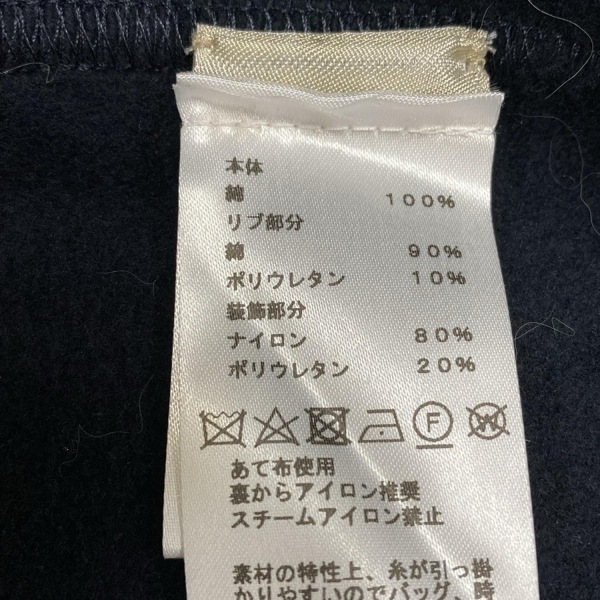 本体
綿 100%
リブ部分
綿 90%
ポリウレタン 10%
装飾部分
ナイロン 80%
ポリウレタン 20%
F W
あて布使用
裏からアイロン推奨
スチームアイロン禁止
素材の特性上、糸が引っ掛
かりやすいのでバッグ、時